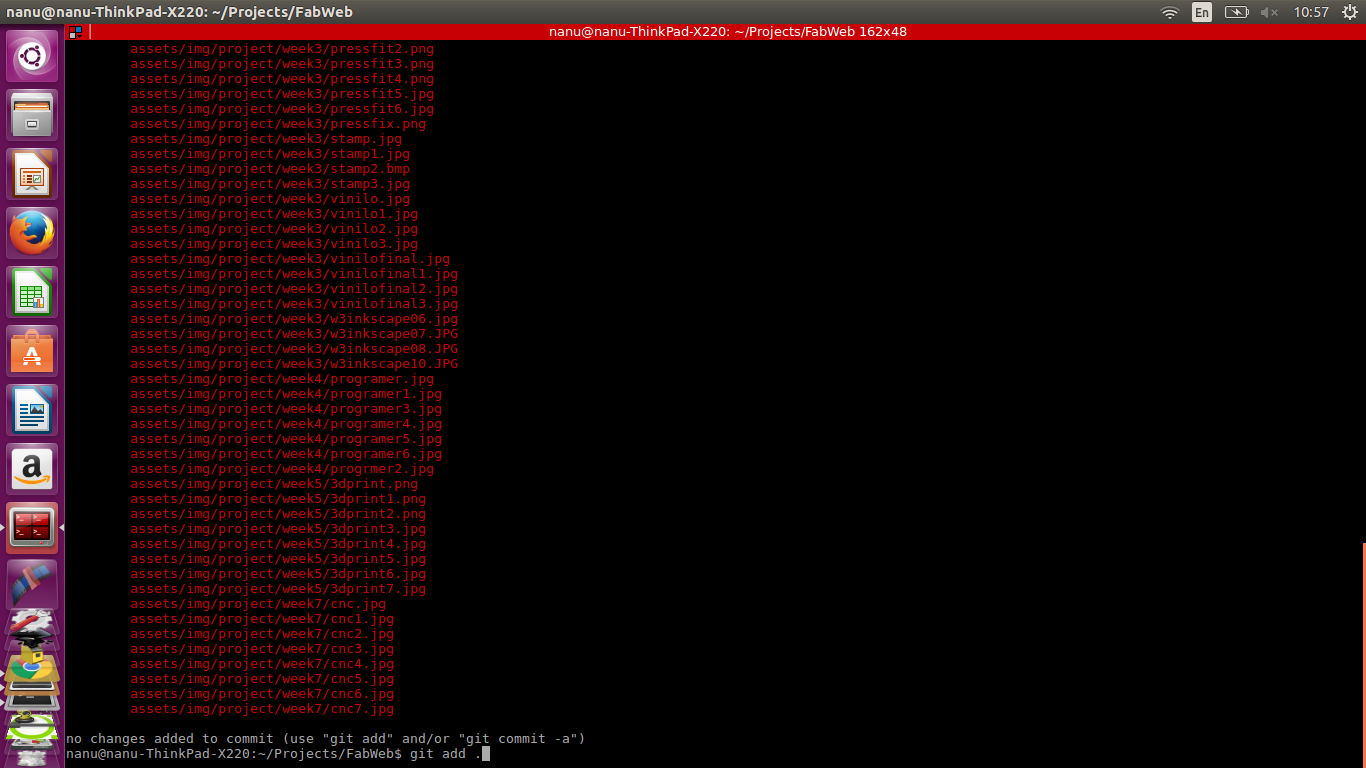 nanu@nanu-ThinkPad-X220: ~/Projects/FabWeb
En
10:57
nanu@nanu-ThinkPad-X220: ~/Projects/FabWeb 162x48
assets/img/project/week3/pressfit2.png
assets/img/project/week3/pressfit3.png
assets/img/project/week3/pressfit4.png
assets/img/project/week3/pressfit5.jpg
assets/img/project/week3/pressfit6.jpg
assets/img/project/week3/pressfix.png
assets/img/project/week3/stamp.jpg
assets/img/project/week3/stamp1.jpg
assets/img/project/week3/stamp2.bmp
assets/img/project/week3/stamp3.jpg
assets/img/project/week3/vinilo.jpg
assets/img/project/week3/vinilo1.jpg
assets/img/project/week3/vinilo2.jpg
assets/img/project/week3/vinilo3.jpg
assets/img/project/week3/vinilofinal.jpg
assets/img/project/week3/vinilofinal1.jpg
assets/img/project/week3/vinilofinal2.jpg
assets/img/project/week3/vinilofinal3.jpg
assets/img/project/week3/w3inkscape06.jpg
assets/img/project/week3/w3inkscape07.JPG
assets/img/project/week3/w3inkscape08.JPG
assets/img/project/week3/w3inkscape10.JPG
assets/img/project/week4/programer.jpg
assets/img/project/week4/programer1.jpg
assets/img/project/week4/programer3.jpg
assets/img/project/week4/programer4.jpg
assets/img/project/week4/programer5.jpg
assets/img/project/week4/programer6.jpg
assets/img/project/week4/progrmer2.jpg
assets/img/project/week5/3dprint.png
assets/img/project/week5/3dprint1.png
assets/img/project/week5/3dprint2.png
assets/img/project/week5/3dprint3.jpg
assets/img/project/week5/3dprint4.jpg
assets/img/project/week5/3dprint5.jpg
assets/img/project/week5/3dprint6.jpg
assets/img/project/week5/3dprint7.jpg
assets/img/project/week7/cnc.jpg
assets/img/project/week7/cnc1.jpg
assets/img/project/week7/cnc2.jpg
assets/img/project/week7/cnc3.jpg
assets/img/project/week7/cnc4.jpg
assets/img/project/week7/cnc5.jpg
assets/img/project/week7/cnc6.jpg
assets/img/project/week7/cnc7.jpg
no changes added to commit (use "git add" and/or "git commit -a")
nanu@nanu-ThinkPad-X220:~/Projects/FabWeb$ git add .